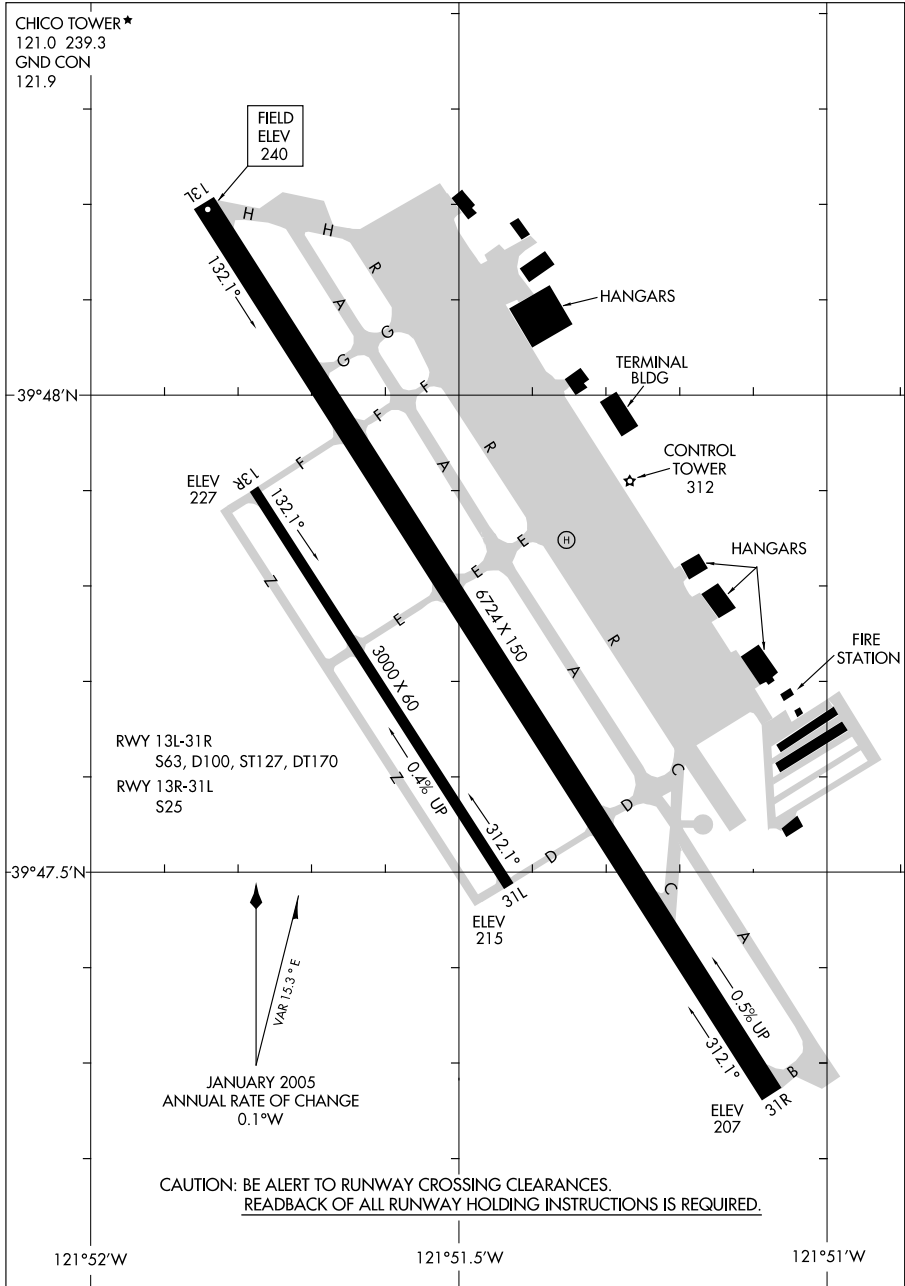 CHICO TOWER★
121.0 239.3
GND CON
121.9
FIELD
ELEV
240
13L
H
H
132.1°
R
A
HANGARS
G
G
TERMINAL
BLDG
39°48'N
F
F
A
R
CONTROL
TOWER
312
F
13R
ELEV
227
132.1°
E
H
HANGARS
E
Z
E
6724 X 150
R
FIRE
STATION
3000 X 60
A
RWY 13L-31R
S63, D100, ST127, DT170
RWY 13R-31L
S25
0.4% UP
Z
C
D
312.1°
D
39°47.5'N
31L
C
ELEV
215
A
VAR 15.3° E
0.5% UP
312.1°
JANUARY 2005
ANNUAL RATE OF CHANGE
0.1°W
B
31R
ELEV
207
CAUTION: BE ALERT TO RUNWAY CROSSING CLEARANCES.
READBACK OF ALL RUNWAY HOLDING INSTRUCTIONS IS REQUIRED.
121°52'W
121°51.5'W
121°51'W